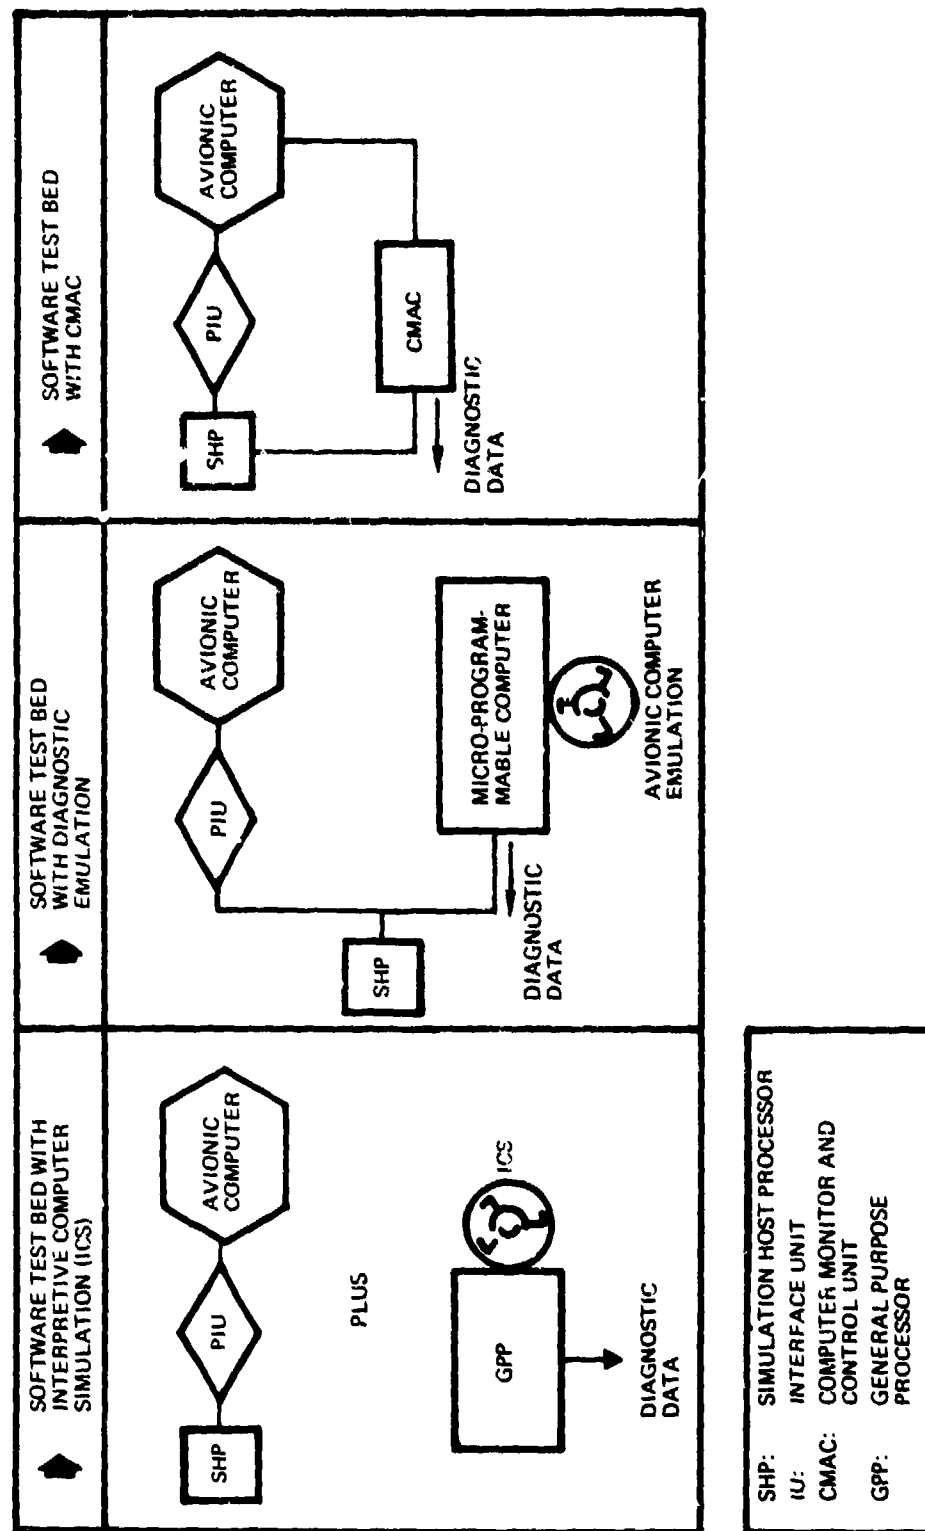 SOFTWARE TEST BED WITH
INTERPRETIVE COMPUTER
SIMULATION (ICS)
SHP
PIU
AVIONIC
COMPUTER
PLUS
GPP
ICS
DIAGNOSTIC
DATA
SOFTWARE TEST BED
WITH DIAGNOSTIC
EMULATION
SHP
PIU
AVIONIC
COMPUTER
DIAGNOSTIC
DATA
MICRO-PROGRAM-
MABLE COMPUTER
AVIONIC COMPUTER
EMULATION
SOFTWARE TEST BED
WITH CMAC
SHP
PIU
AVIONIC
COMPUTER
CMAC
DIAGNOSTIC
DATA
SHP: SIMULATION HOST PROCESSOR
IU: INTERFACE UNIT
CMAC: COMPUTER MONITOR AND
CONTROL UNIT
GPP: GENERAL PURPOSE
PROCESSOR